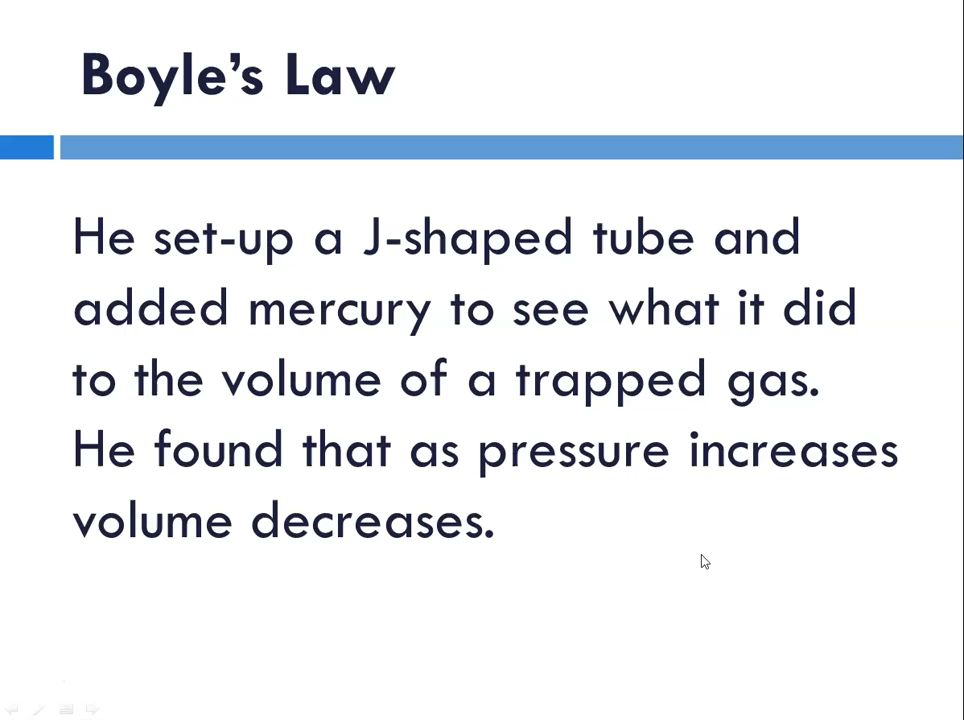 Boyle's Law
He set-up a J-shaped tube and
added mercury to see what it did
to the volume of a trapped gas.
He found that as pressure increases
volume decreases.